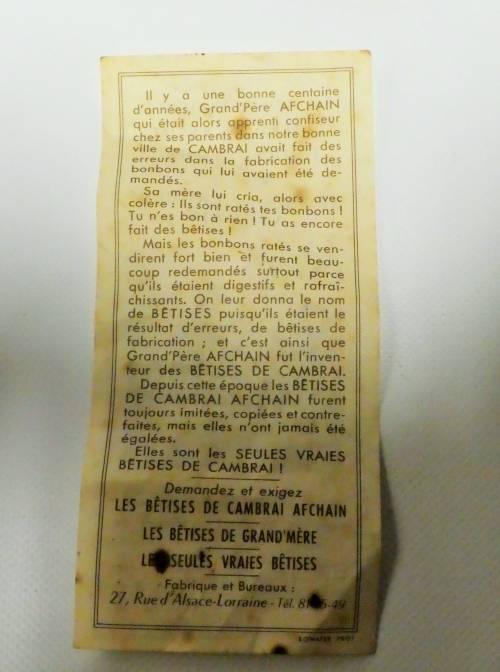 Il y a une bonne centaine
d'années, Grand'Père AFCHAIN
qui était alors apprenti confiseur
chez ses parents dans notre bonne
ville de CAMBRAI avait fait des
erreurs dans la fabrication des
bonbons qui lui avaient été de-
mandés.
Sa mère lui cria, alors avec
colère : Ils sont ratés tes bonbons !
Tu n'es bon à rien ! Tu as encore
fait des bêtises !
Mais les bonbons ratés se ven-
dirent fort bien et furent beau-
coup redemandés surtout parce
qu'ils étaient digestifs et rafraî-
chissants. On leur donna le nom
de BÊTISES puisqu'ils étaient le
résultat d'erreurs, de bêtises de
fabrication ; et c'est ainsi que
Grand'Père AFCHAIN fut l'inven-
teur des BÊTISES DE CAMBRAI.
Depuis cette époque les BÊTISES
DE CAMBRAI AFCHAIN furent
toujours imitées, copiées et contre-
faites, mais elles n'ont jamais été
égalées.
Elles sont les SEULES VRAIES
BÊTISES DE CAMBRAI !
Demandez et exigez
LES BÊTISES DE CAMBRAI AFCHAIN
LES BÊTISES DE GRAND'MÈRE
LES SEULES VRAIES BÊTISES
Fabrique et Bureaux :
27, Rue d'Alsace-Lorraine - Tél.